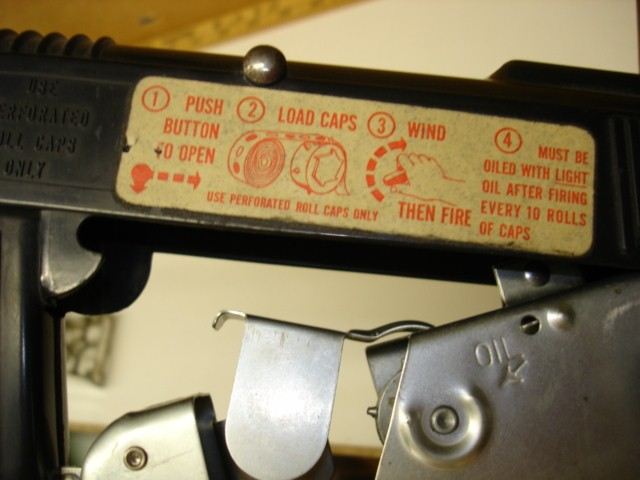 USE
PERFORATED
ROLL CAPS
ONLY
1 PUSH
BUTTON
TO OPEN
2 LOAD CAPS
USE PERFORATED ROLL CAPS ONLY
3 WIND
THEN FIRE
4 MUST BE
OILED WITH LIGHT
OIL AFTER FIRING
EVERY 10 ROLLS
OF CAPS
OIL